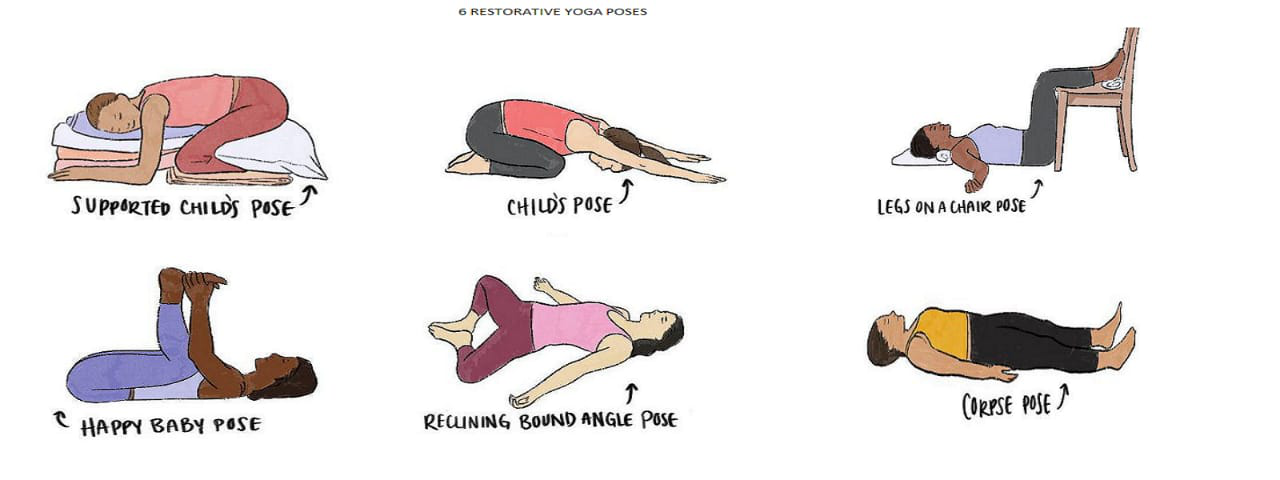 6 RESTORATIVE YOGA POSES
SUPPORTED CHILD'S POSE
CHILD'S POSE
LEGS ON A CHAIR POSE
HAPPY BABY POSE
RECLINING BOUND ANGLE POSE
CORPSE POSE